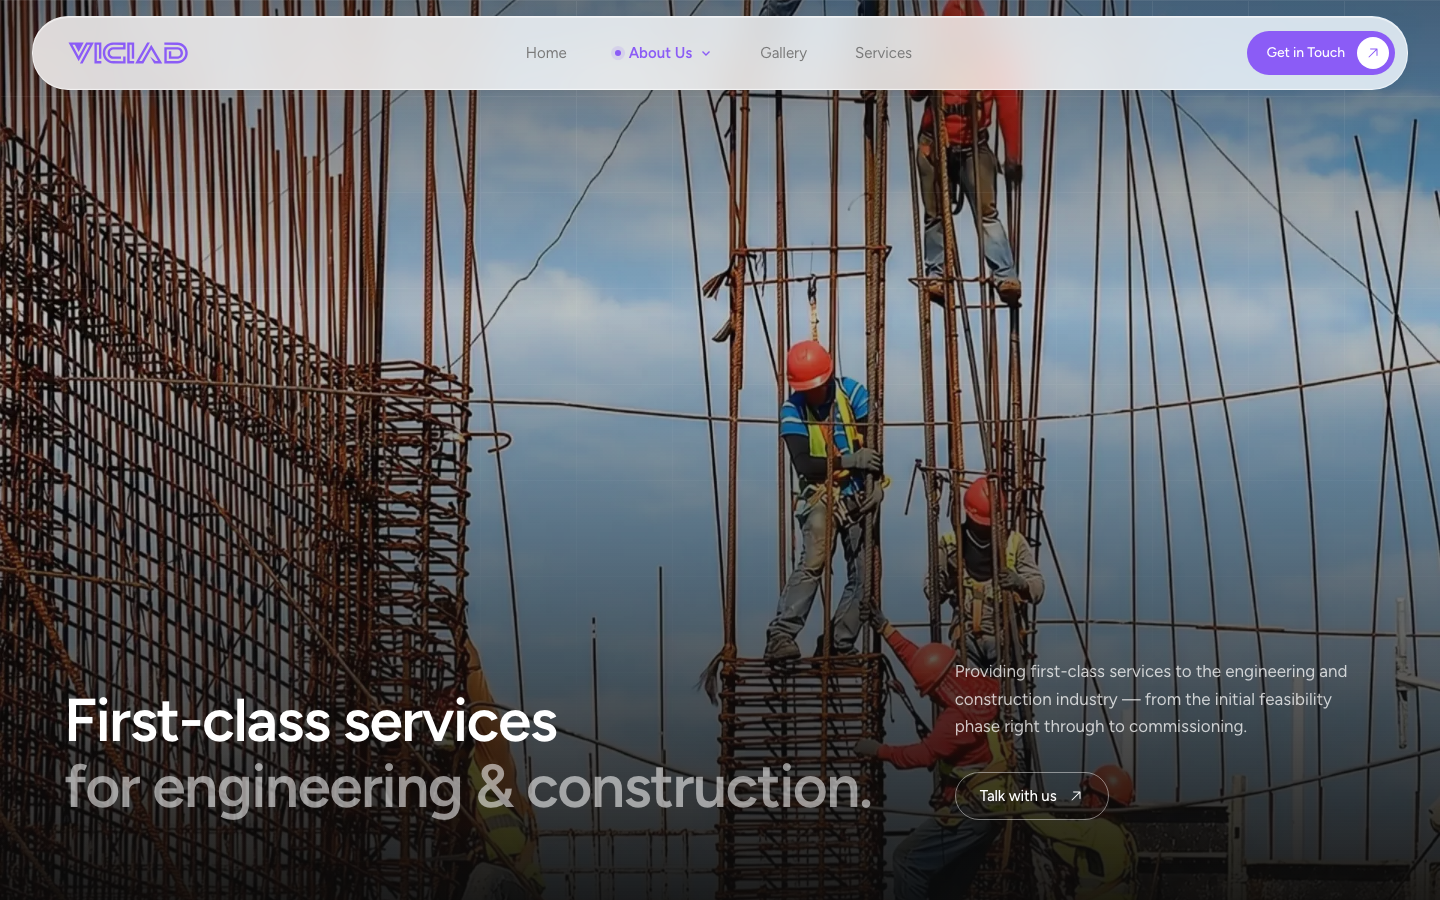 VICIAD
Home
About Us
Gallery
Services
Get in Touch
First-class services
for engineering & construction.
Providing first-class services to the engineering and
construction industry — from the initial feasibility
phase right through to commissioning.
Talk with us